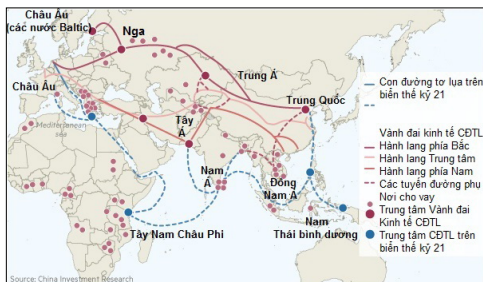 Châu Âu
(các nước Baltic)
Nga
Trung Á
Châu Âu
Trung Quốc
Mediterranean
sea
Tây
Á
Nam
Á
Đông
Nam Á
Tây Nam Châu Phi
Nam
Thái bình dương
Con đường tơ lụa trên
biển thế kỷ 21
Vành đai kinh tế CĐTL
Hành lang phía Bắc
Hành lang Trung tâm
Hành lang phía Nam
Các tuyến đường phụ
Nơi cho vay
Trung tâm Vành đai
Kinh tế CĐTL
Trung tâm CĐTL trên
biển thế kỷ 21
Source: China Investment Research